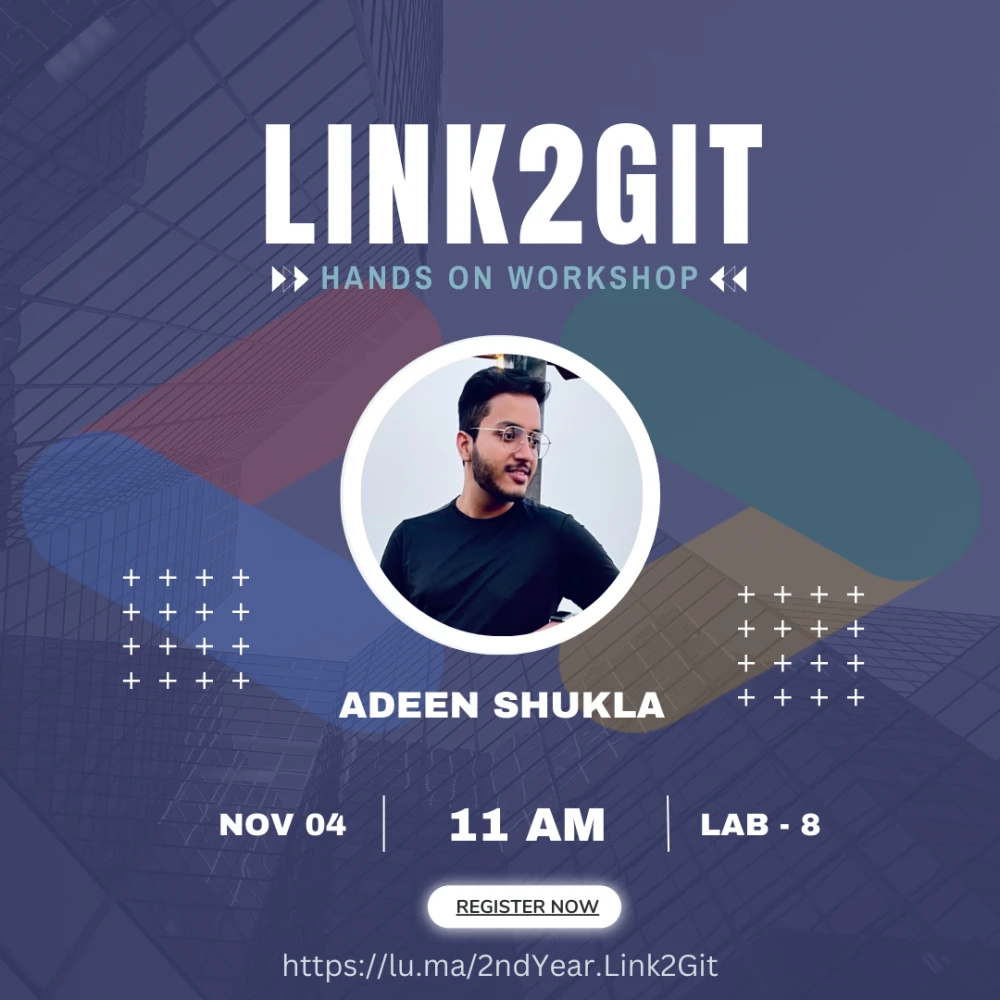 LINK2GIT
HANDS ON WORKSHOP
ADEEN SHUKLA
NOV 04
11 AM
LAB - 8
REGISTER NOW
https://lu.ma/2ndYear.Link2Git